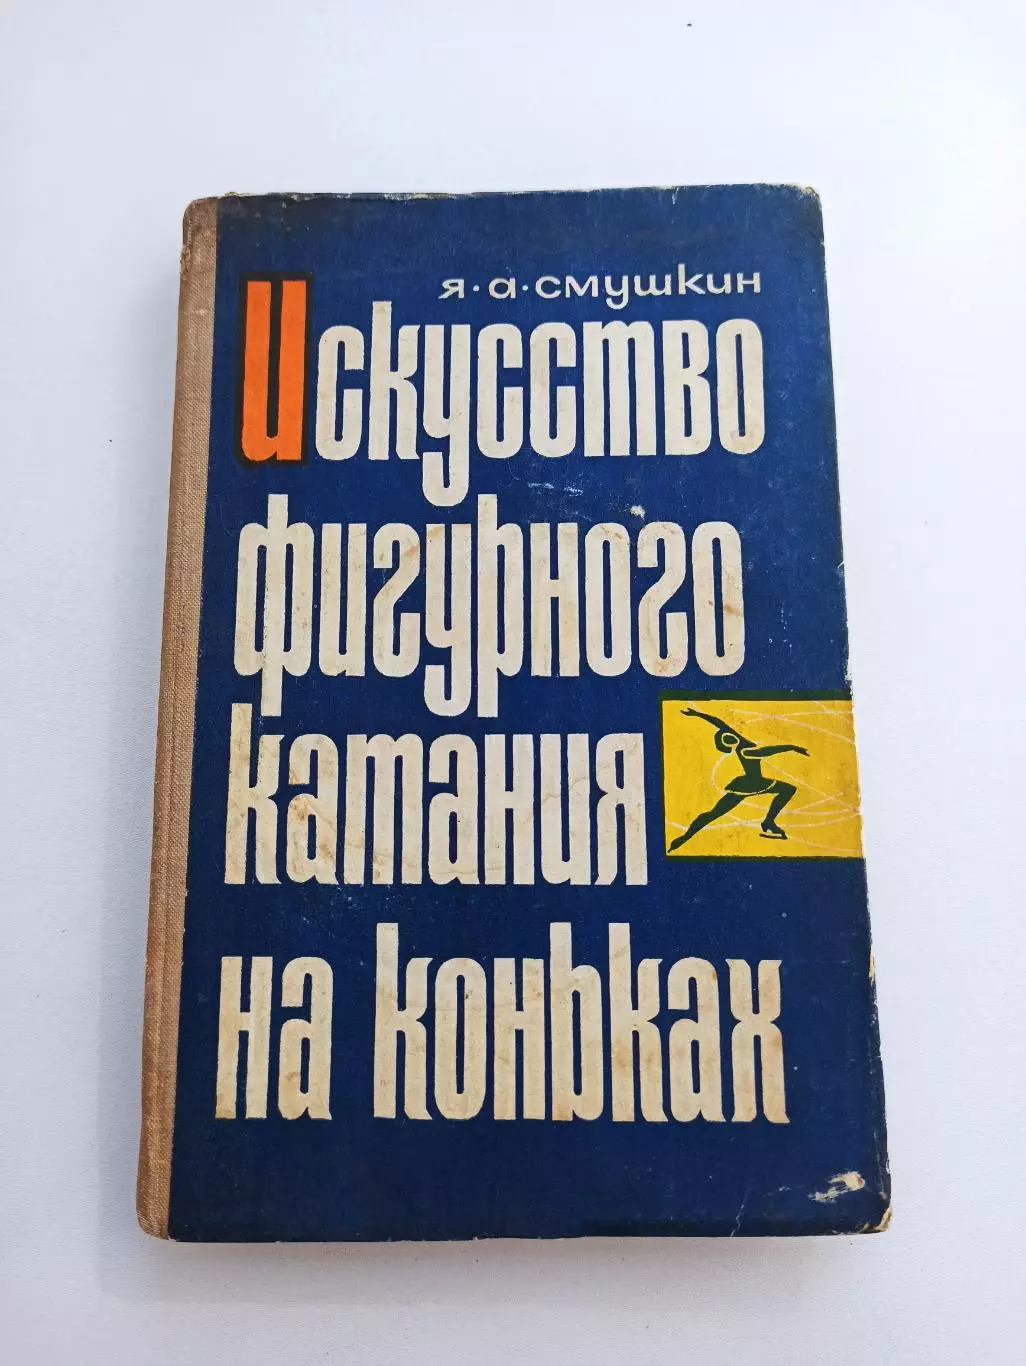 Я·А·СМУШКИН
Искусство
фигурного
катания
на коньках